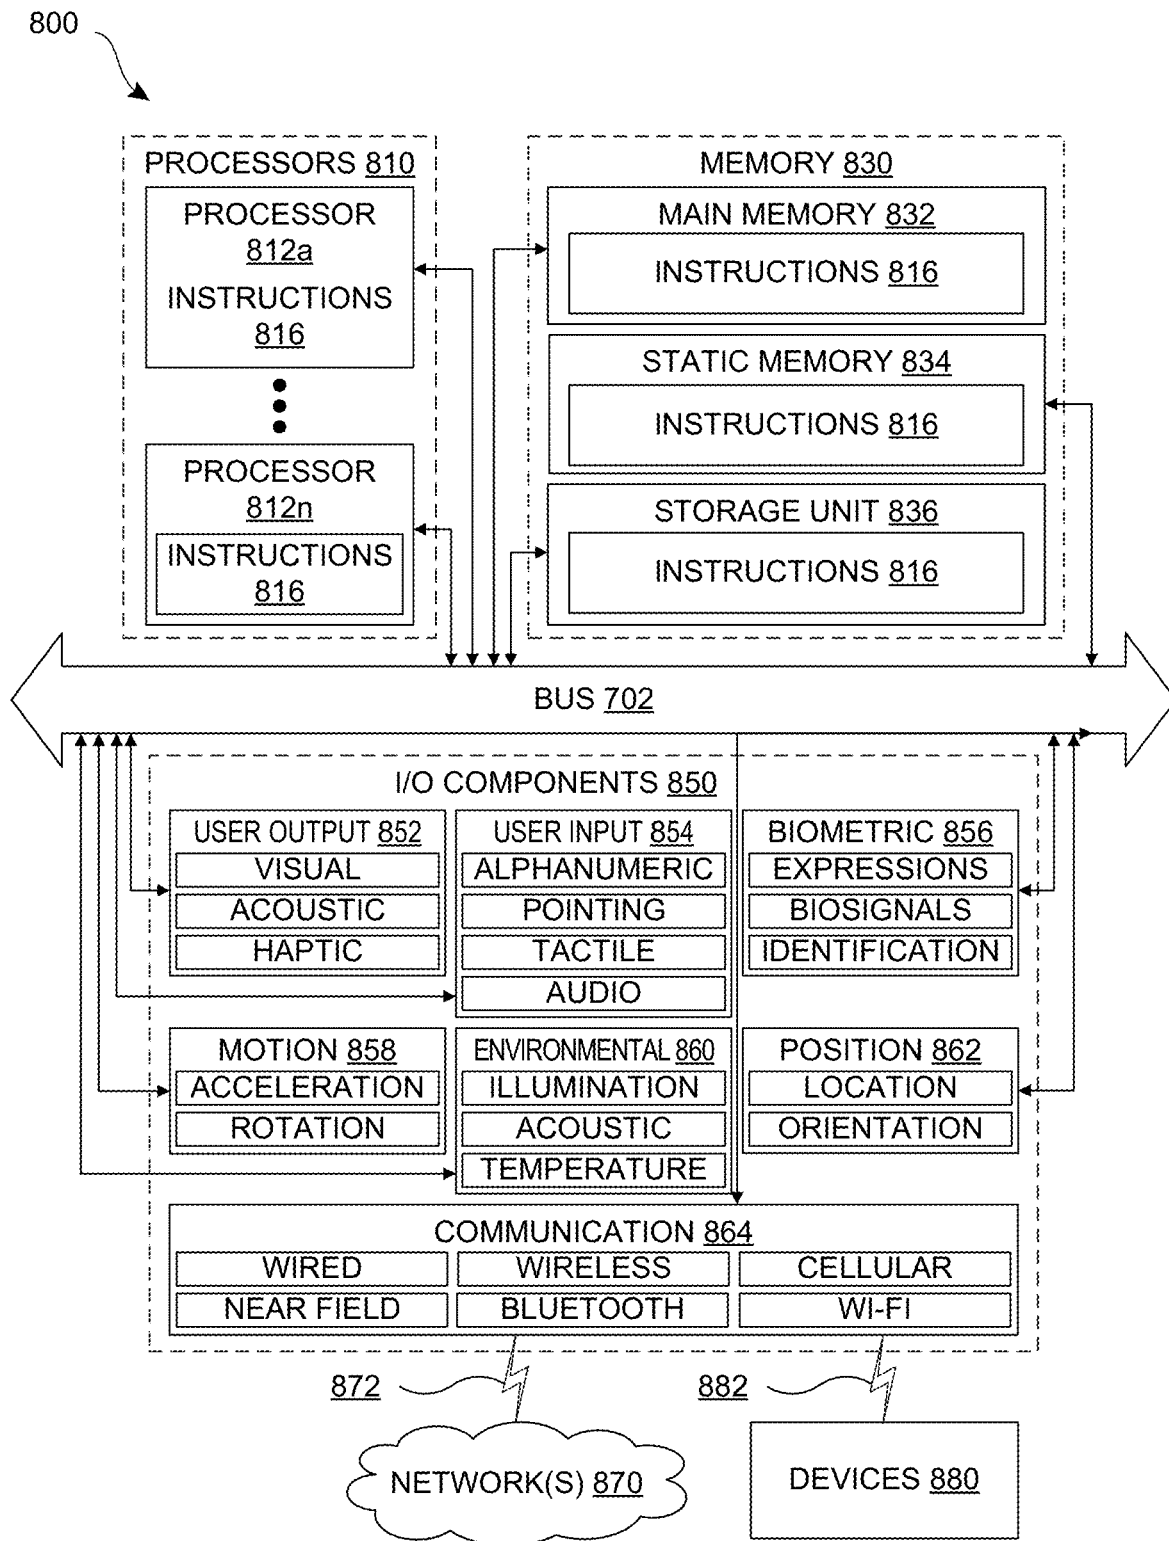 800
PROCESSORS 810
PROCESSOR
812a
INSTRUCTIONS
816
PROCESSOR
812n
INSTRUCTIONS
816
MEMORY 830
MAIN MEMORY 832
INSTRUCTIONS 816
STATIC MEMORY 834
INSTRUCTIONS 816
STORAGE UNIT 836
INSTRUCTIONS 816
BUS 702
I/O COMPONENTS 850
USER OUTPUT 852
VISUAL
ACOUSTIC
HAPTIC
USER INPUT 854
ALPHANUMERIC
POINTING
TACTILE
AUDIO
BIOMETRIC 856
EXPRESSIONS
BIOSIGNALS
IDENTIFICATION
MOTION 858
ACCELERATION
ROTATION
ENVIRONMENTAL 860
ILLUMINATION
ACOUSTIC
TEMPERATURE
POSITION 862
LOCATION
ORIENTATION
COMMUNICATION 864
WIRED
WIRELESS
CELLULAR
NEAR FIELD
BLUETOOTH
WI-FI
872
882
NETWORK(S) 870
DEVICES 880